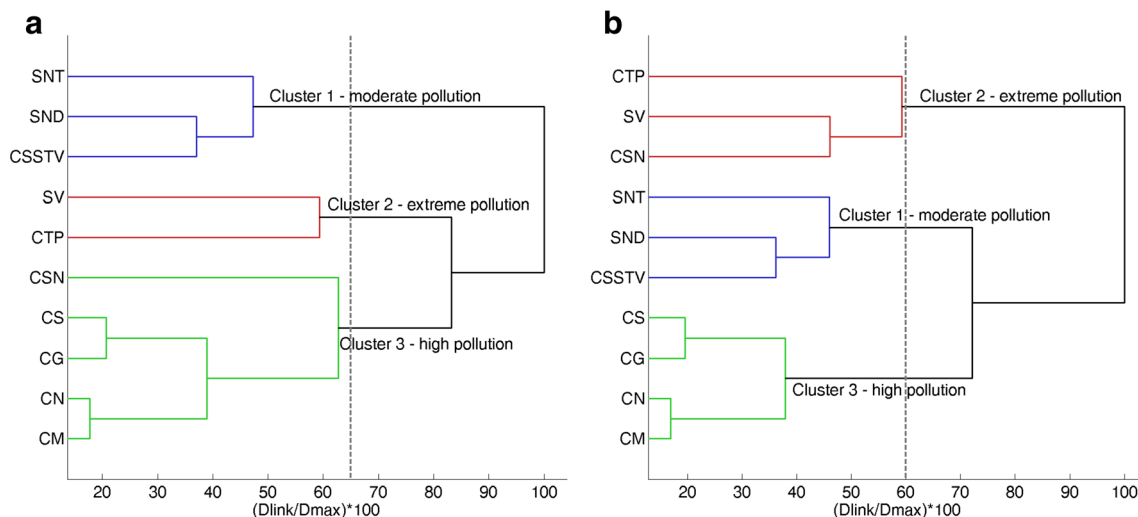 a
SNT
SND
CSSTV
SV
CTP
CSN
CS
CG
CN
CM
Cluster 1 - moderate pollution
Cluster 2 - extreme pollution
Cluster 3 - high pollution
20 30 40 50 60 70 80 90 100
(Dlink/Dmax)*100
b
CTP
SV
CSN
SNT
SND
CSSTV
CS
CG
CN
CM
Cluster 2 - extreme pollution
Cluster 1 - moderate pollution
Cluster 3 - high pollution
20 30 40 50 60 70 80 90 100
(Dlink/Dmax)*100